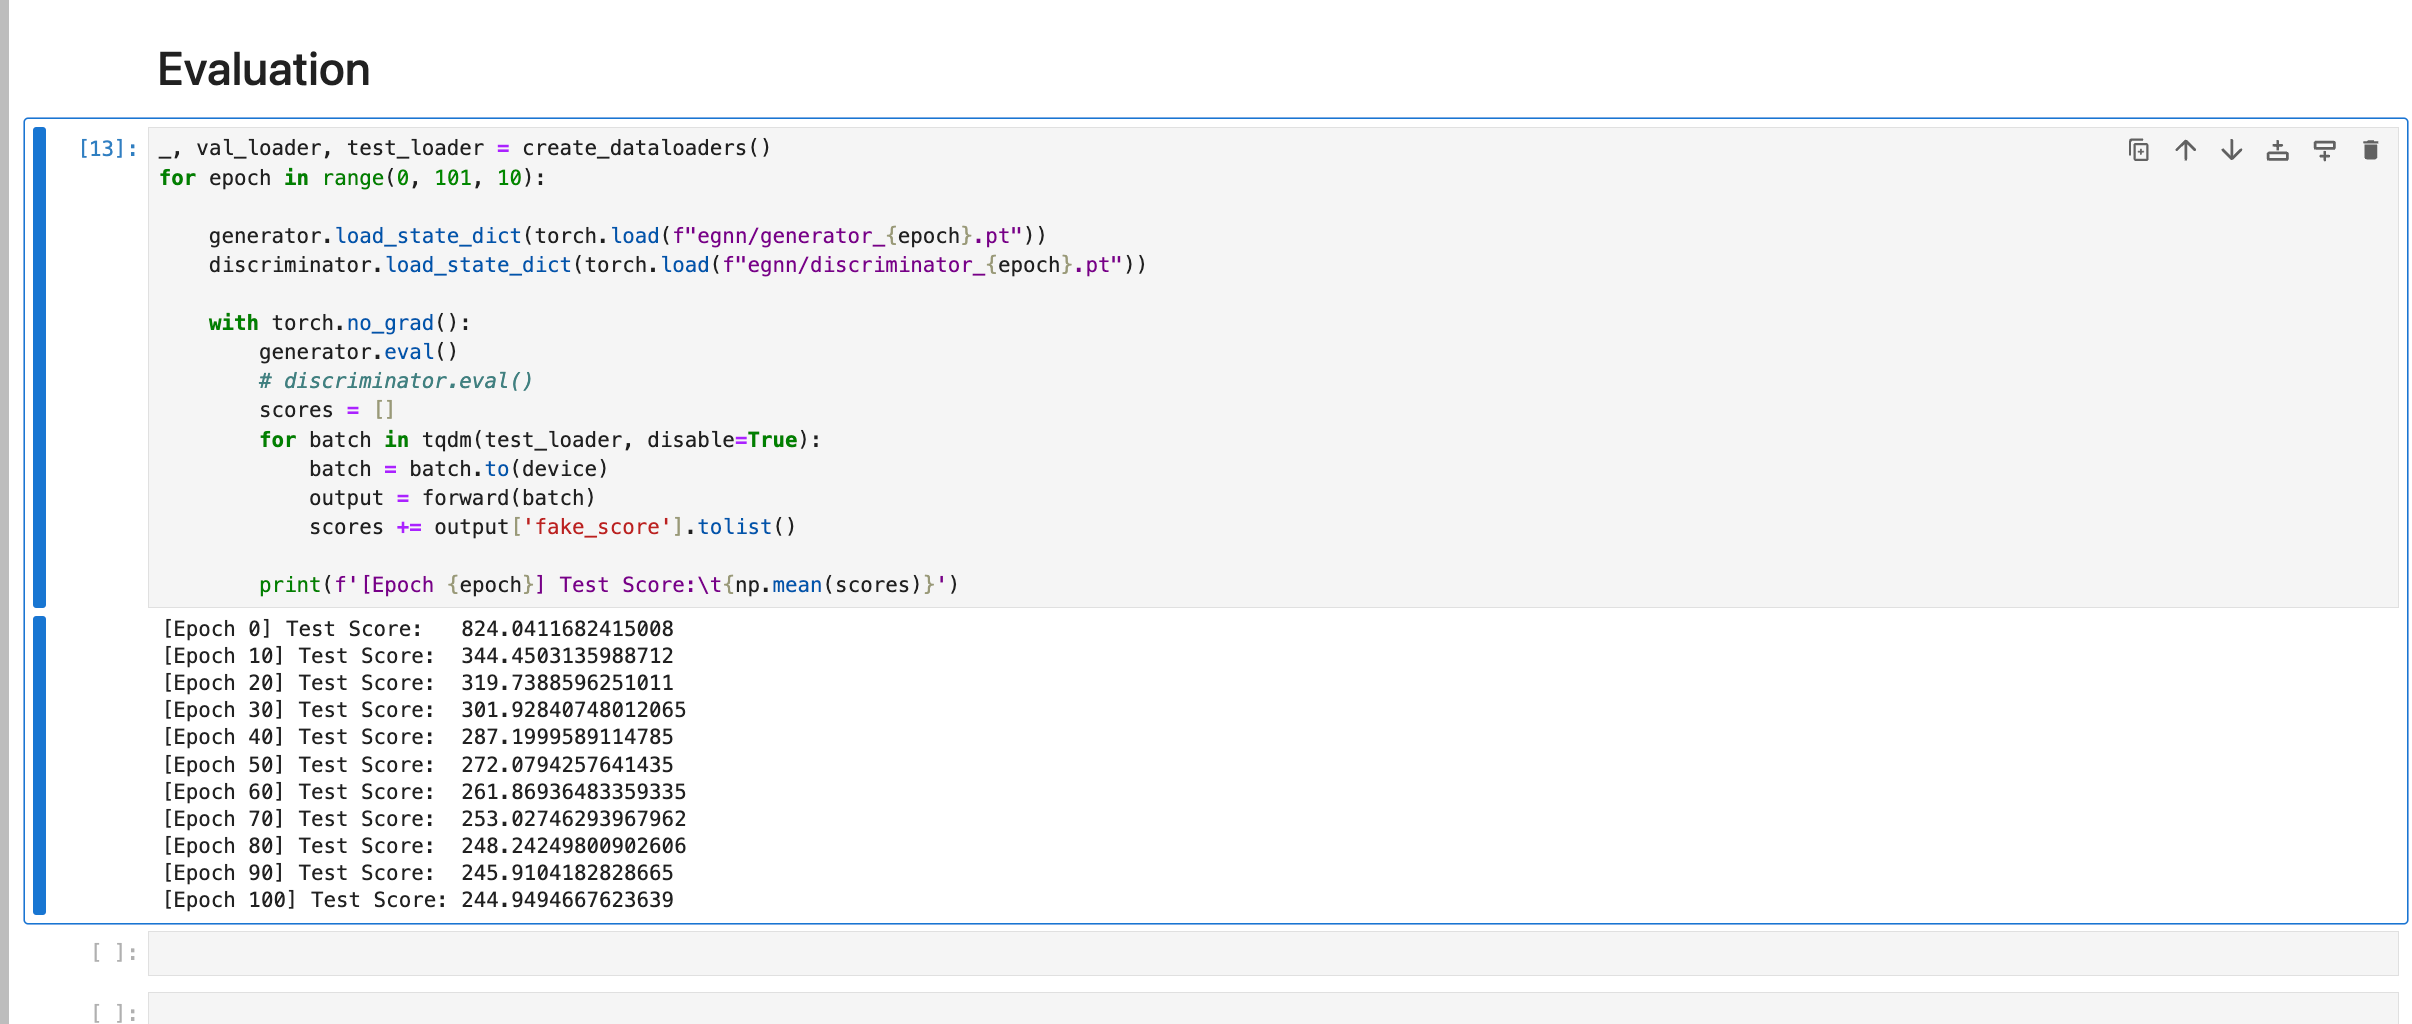 Evaluation
[13]:
_, val_loader, test_loader = create_dataloaders()
for epoch in range(0, 101, 10):

    generator.load_state_dict(torch.load(f"egnn/generator_{epoch}.pt"))
    discriminator.load_state_dict(torch.load(f"egnn/discriminator_{epoch}.pt"))

    with torch.no_grad():
        generator.eval()
        # discriminator.eval()
        scores = []
        for batch in tqdm(test_loader, disable=True):
            batch = batch.to(device)
            output = forward(batch)
            scores += output['fake_score'].tolist()

        print(f'[Epoch {epoch}] Test Score:\t{np.mean(scores)}')
[Epoch 0] Test Score:   824.0411682415008
[Epoch 10] Test Score:  344.4503135988712
[Epoch 20] Test Score:  319.7388596251011
[Epoch 30] Test Score:  301.92840748012065
[Epoch 40] Test Score:  287.1999589114785
[Epoch 50] Test Score:  272.0794257641435
[Epoch 60] Test Score:  261.86936483359335
[Epoch 70] Test Score:  253.02746293967962
[Epoch 80] Test Score:  248.24249800902606
[Epoch 90] Test Score:  245.9104182828665
[Epoch 100] Test Score: 244.9494667623639
[ ]:
[ ]: